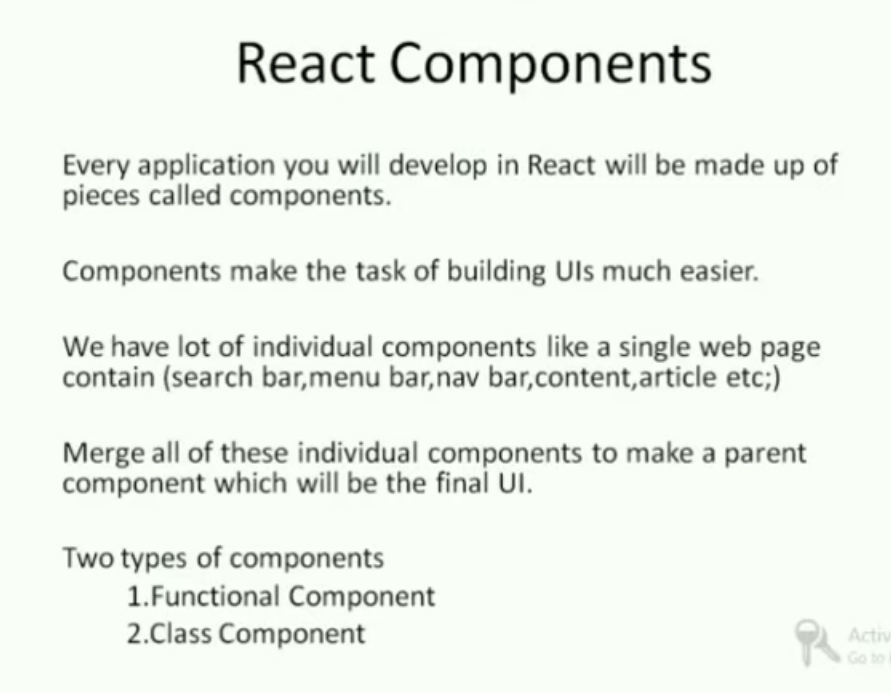 React Components
Every application you will develop in React will be made up of
pieces called components.
Components make the task of building UIs much easier.
We have lot of individual components like a single web page
contain (search bar,menu bar,nav bar,content,article etc;)
Merge all of these individual components to make a parent
component which will be the final UI.
Two types of components
1.Functional Component
2.Class Component
Go to